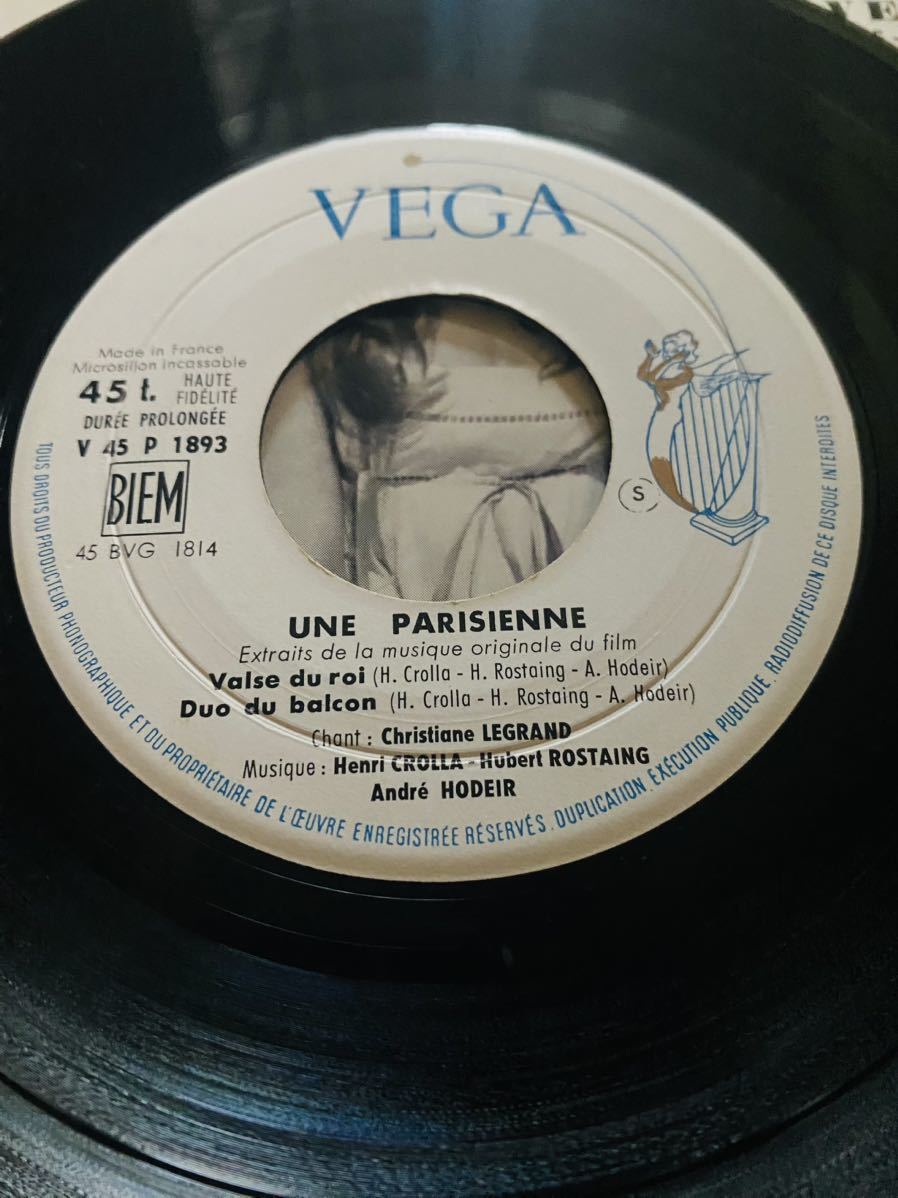 VEGA
Made in France
Microsillon incassable
45 t. HAUTE FIDÉLITÉ
DURÉE PROLONGÉE
V 45 P 1893
BIEM
45 BVG 1814
S
UNE PARISIENNE
Extraits de la musique originale du film
Valse du roi (H. Crolla - H. Rostaing - A. Hodeir)
Duo du balcon (H. Crolla - H. Rostaing - A. Hodeir)
Chant : Christiane LEGRAND
Musique : Henri CROLLA - Hubert ROSTAING
André HODEIR
TOUS DROITS DU PRODUCTEUR PHONOGRAPHIQUE ET DU PROPRIÉTAIRE DE L'ŒUVRE ENREGISTRÉE RÉSERVÉS. DUPLICATION, EXÉCUTION PUBLIQUE, RADIODIFFUSION DE CE DISQUE INTERDITES